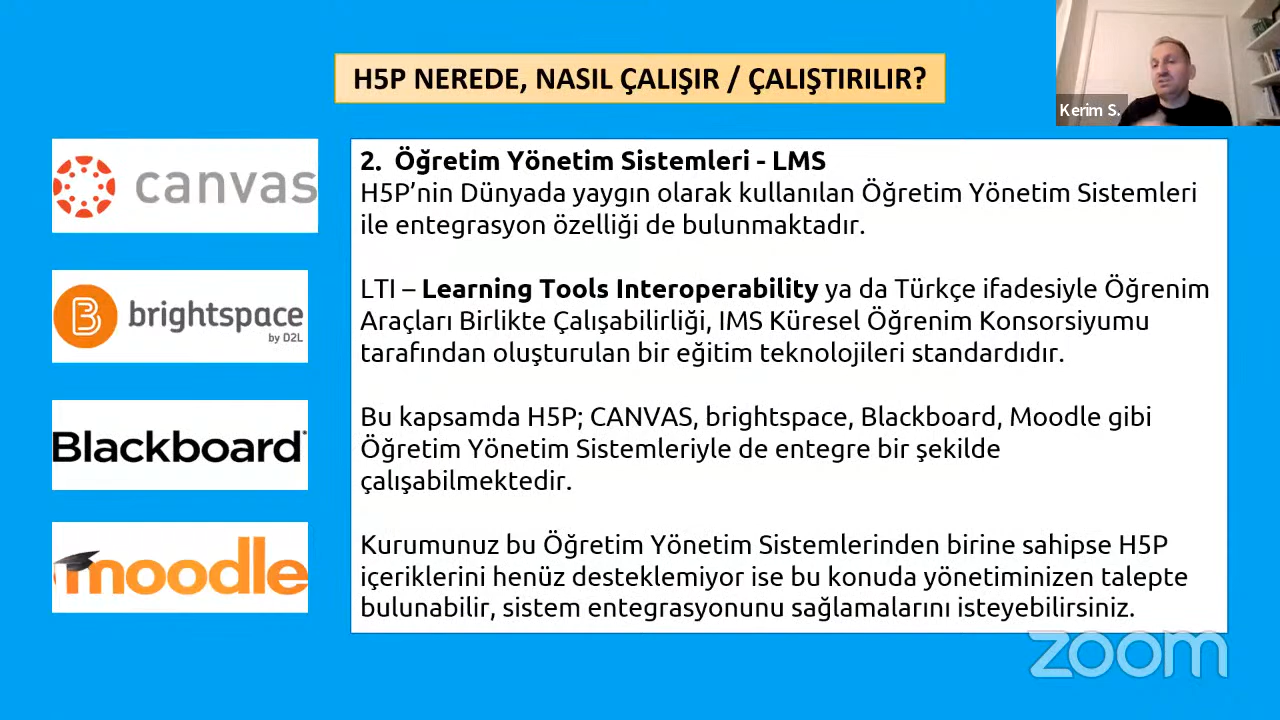 H5P NEREDE, NASIL ÇALIŞIR / ÇALIŞTIRILIR?
Kerim S.
canvas
brightspace
by D2L
Blackboard
moodle
2. Öğretim Yönetim Sistemleri - LMS
H5P’nin Dünyada yaygın olarak kullanılan Öğretim Yönetim Sistemleri
ile entegrasyon özelliği de bulunmaktadır.
LTI – Learning Tools Interoperability ya da Türkçe ifadesiyle Öğrenim
Araçları Birlikte Çalışabilirliği, IMS Küresel Öğrenim Konsorsiyumu
tarafından oluşturulan bir eğitim teknolojileri standardıdır.
Bu kapsamda H5P; CANVAS, brightspace, Blackboard, Moodle gibi
Öğretim Yönetim Sistemleriyle de entegre bir şekilde
çalışabilmektedir.
Kurumunuz bu Öğretim Yönetim Sistemlerinden birine sahipse H5P
içeriklerini henüz desteklemiyor ise bu konuda yönetiminizen talepte
bulunabilir, sistem entegrasyonunu sağlamalarını isteyebilirsiniz.
zoom